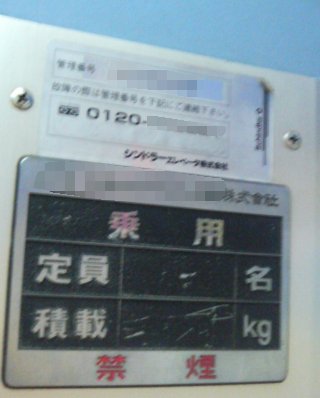 管理番号
故障の際は管理番号を下記にご連絡下さい。
0120-
シンドラーエレベータ株式会社
Schindler
株式会社
乗用
定員 名
積載 kg
禁煙